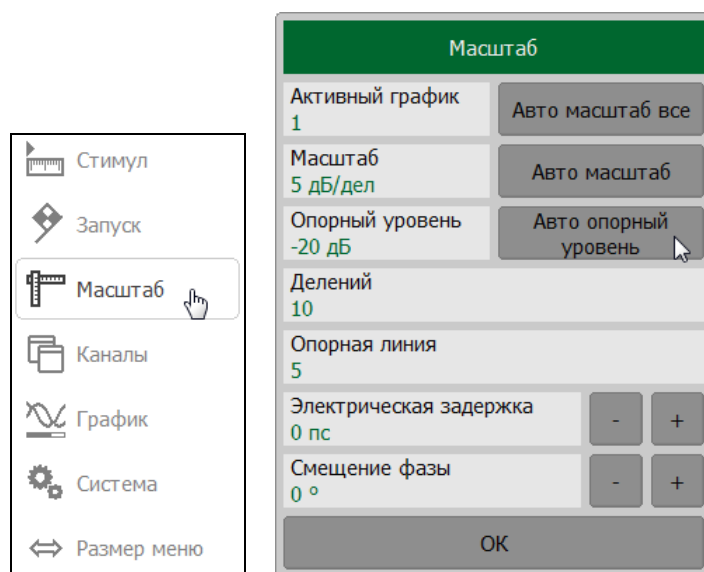 Стимул
Запуск
Масштаб
Каналы
График
Система
Размер меню
Масштаб
Активный график
1
Авто масштаб все
Масштаб
5 дБ/дел
Авто масштаб
Опорный уровень
-20 дБ
Авто опорный
уровень
Делений
10
Опорная линия
5
Электрическая задержка
0 пс
-
+
Смещение фазы
0 °
-
+
ОК